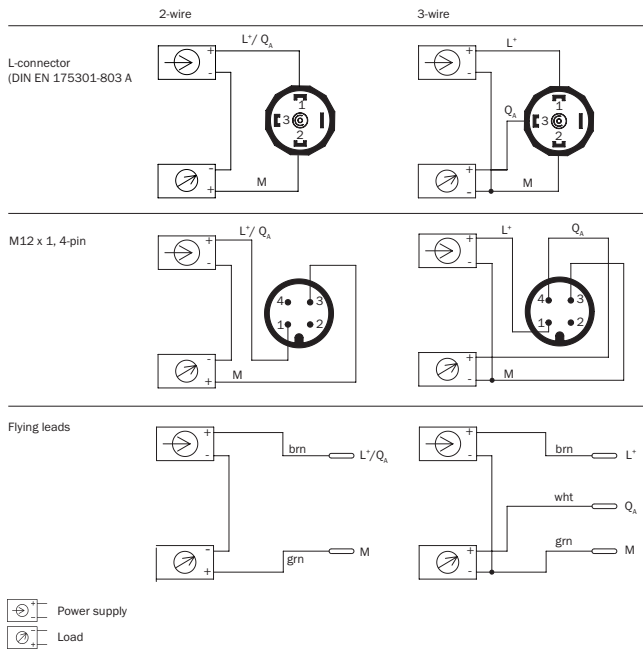 2-wire 3-wire
L-connector
(DIN EN 175301-803 A
+ L⁺/ Q_A
-
1
3
2
-
+ M
+ L⁺
-
1
Q_A
3
2
+
- M
M12 x 1, 4-pin
+ L⁺/ Q_A
-
4 3
1 2
-
+ M
+ L⁺ Q_A
-
4 3
1 2
+
- M
Flying leads
+ brn L⁺/Q_A
-
-
+ grn M
+ brn L⁺
-
wht Q_A
+ grn M
-
+
- Power supply
-
+ Load